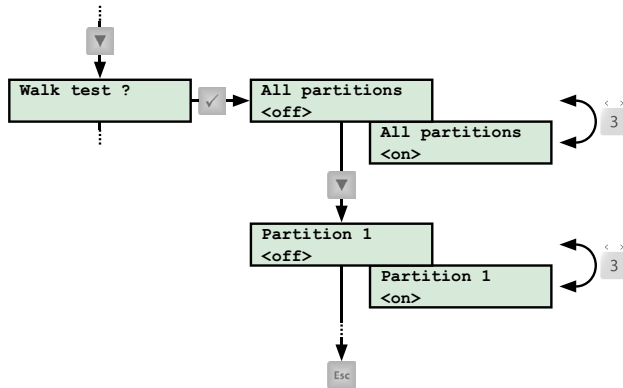 Walk test ?
All partitions
<off>
All partitions
<on>
< >
3
Partition 1
<off>
Partition 1
<on>
< >
3
Esc